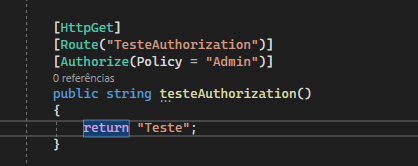 [HttpGet]
[Route("TesteAuthorization")]
[Authorize(Policy = "Admin")]
0 referências
public string testeAuthorization()
{
return "Teste";
}